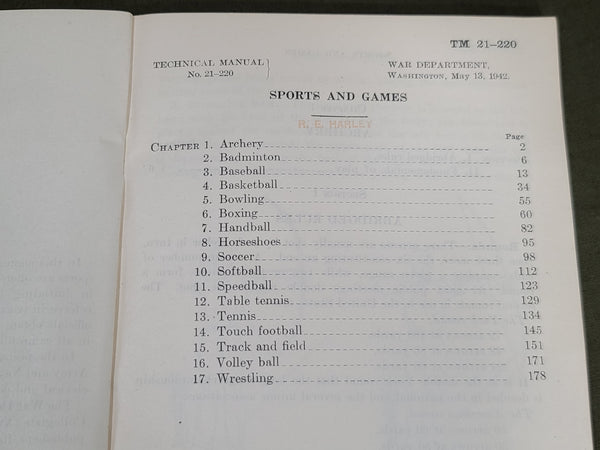 TM 21–220
TECHNICAL MANUAL
No. 21–220
WAR DEPARTMENT,
WASHINGTON, May 13, 1942.
SPORTS AND GAMES
R. E. HARLEY
Page
CHAPTER 1. Archery 2
2. Badminton 6
3. Baseball 13
4. Basketball 34
5. Bowling 55
6. Boxing 60
7. Handball 82
8. Horseshoes 95
9. Soccer 98
10. Softball 112
11. Speedball 123
12. Table tennis 129
13. Tennis 134
14. Touch football 145
15. Track and field 151
16. Volley ball 171
17. Wrestling 178